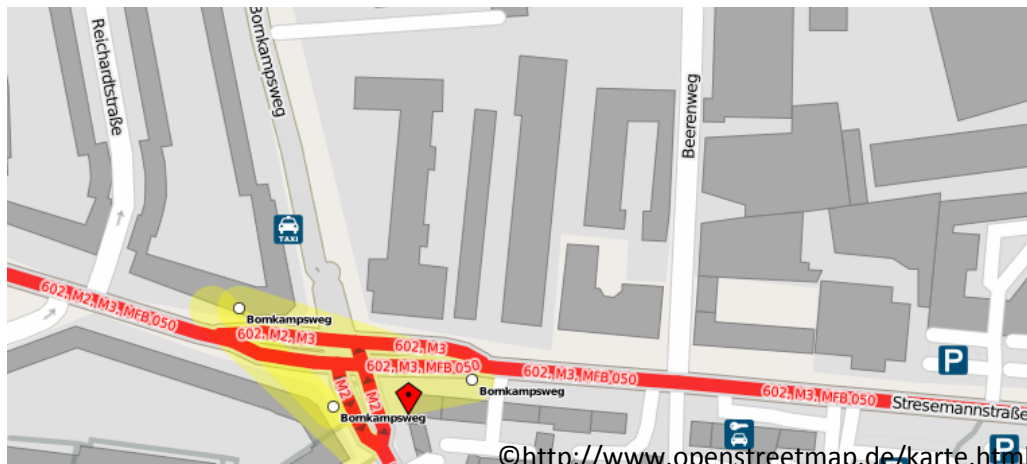 Reichardtstraße
Bornkampsweg
Beerenweg
TAXI
602, M2, M3, MFB 050
Bornkampsweg
602, M2, M3
602, M3
602, M3, MFB 050
602, M3, MFB 050
Bornkampsweg
M2
M2
Bornkampsweg
602, M3, MFB 050
Stresemannstraße
P
P
©http://www.openstreetmap.de/karte.htm